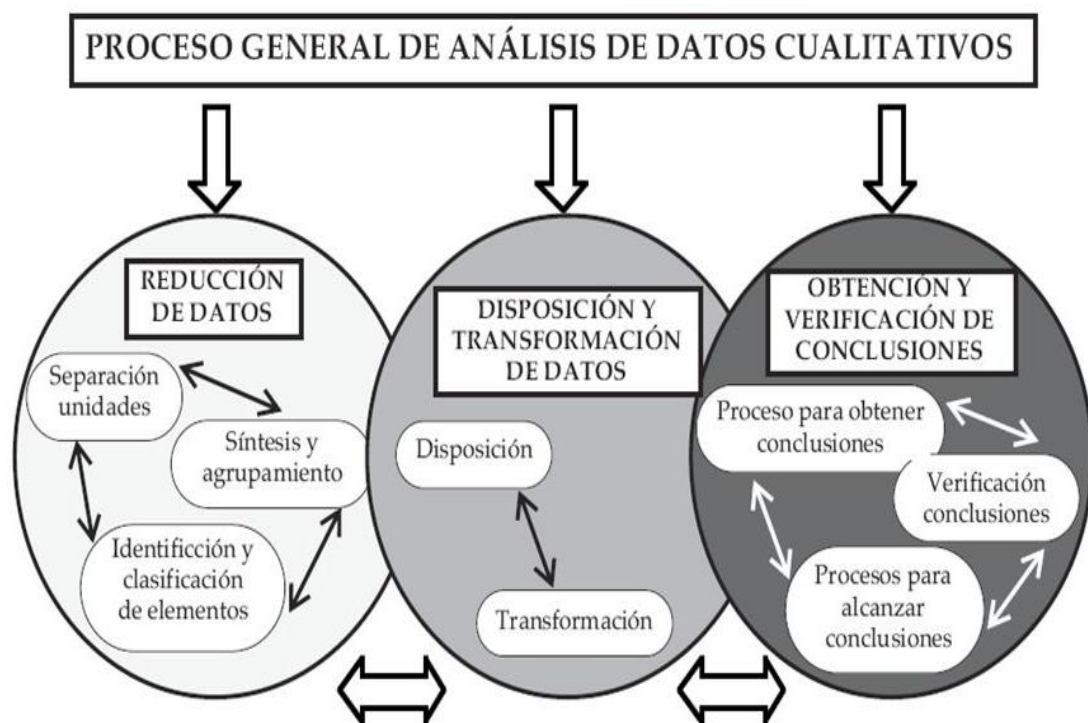 PROCESO GENERAL DE ANÁLISIS DE DATOS CUALITATIVOS
REDUCCIÓN
DE DATOS
Separación
unidades
Síntesis y
agrupamiento
Identificción y
clasificación
de elementos
DISPOSICIÓN Y
TRANSFORMACIÓN
DE DATOS
Disposición
Transformación
OBTENCIÓN Y
VERIFICACIÓN DE
CONCLUSIONES
Proceso para obtener
conclusiones
Verificación
conclusiones
Procesos para
alcanzar
conclusiones